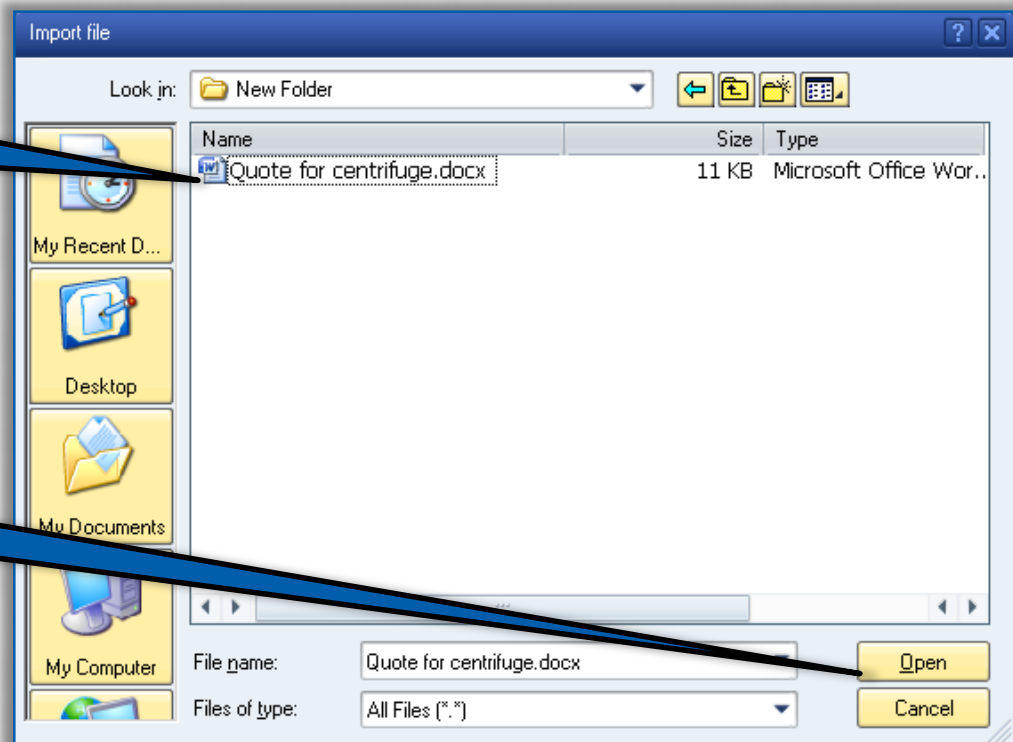 Import file
Look in: New Folder
Name Size Type
Quote for centrifuge.docx 11 KB Microsoft Office Wor..
My Recent D...
Desktop
My Documents
My Computer
File name: Quote for centrifuge.docx Open
Files of type: All Files (*.*) Cancel